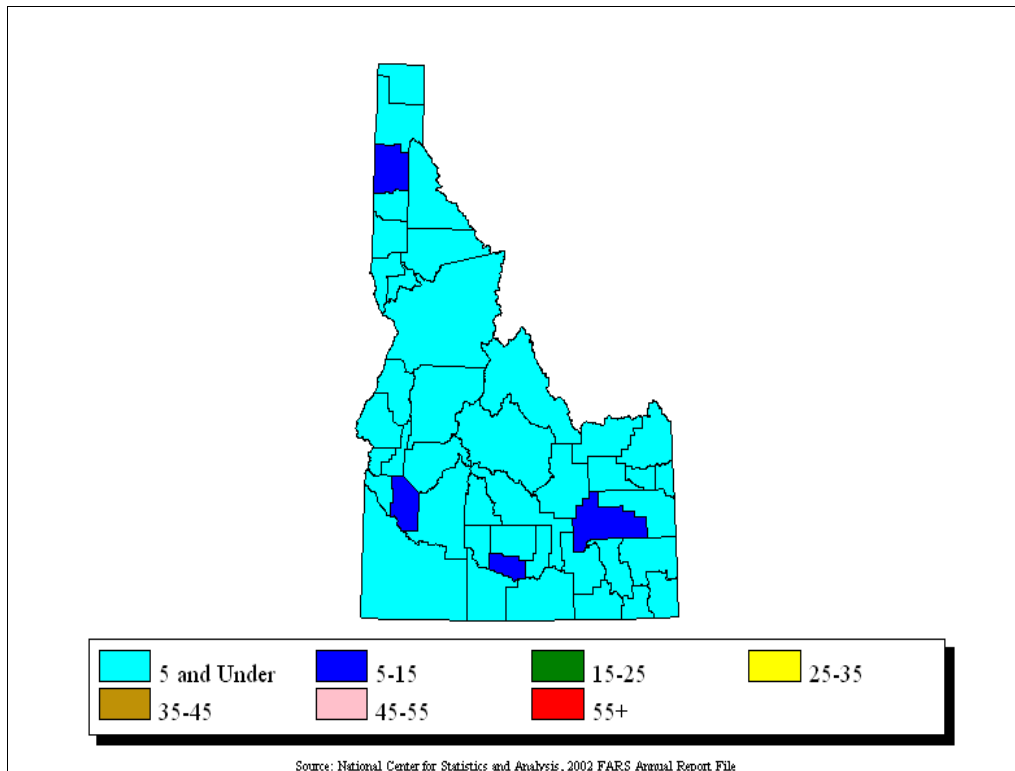 5 and Under 5-15 15-25 25-35
35-45 45-55 55+
Source: National Center for Statistics and Analysis, 2002 FARS Annual Report File